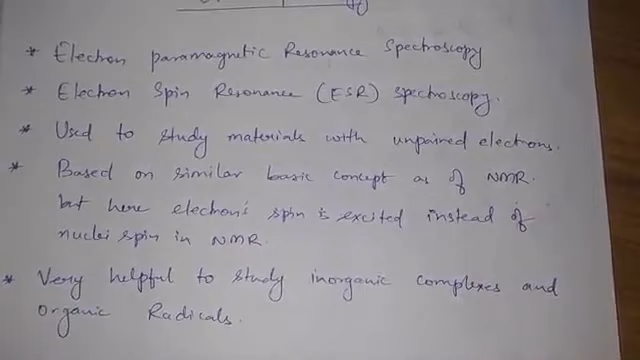 * Electron paramagnetic Resonance Spectroscopy
* Electron Spin Resonance (ESR) spectroscopy.
* Used to study materials with unpaired electrons.
* Based on similar basic concept as of NMR.
but here electron's spin is excited instead of
nuclei spin in NMR.
* Very helpful to study inorganic complexes and
organic Radicals.